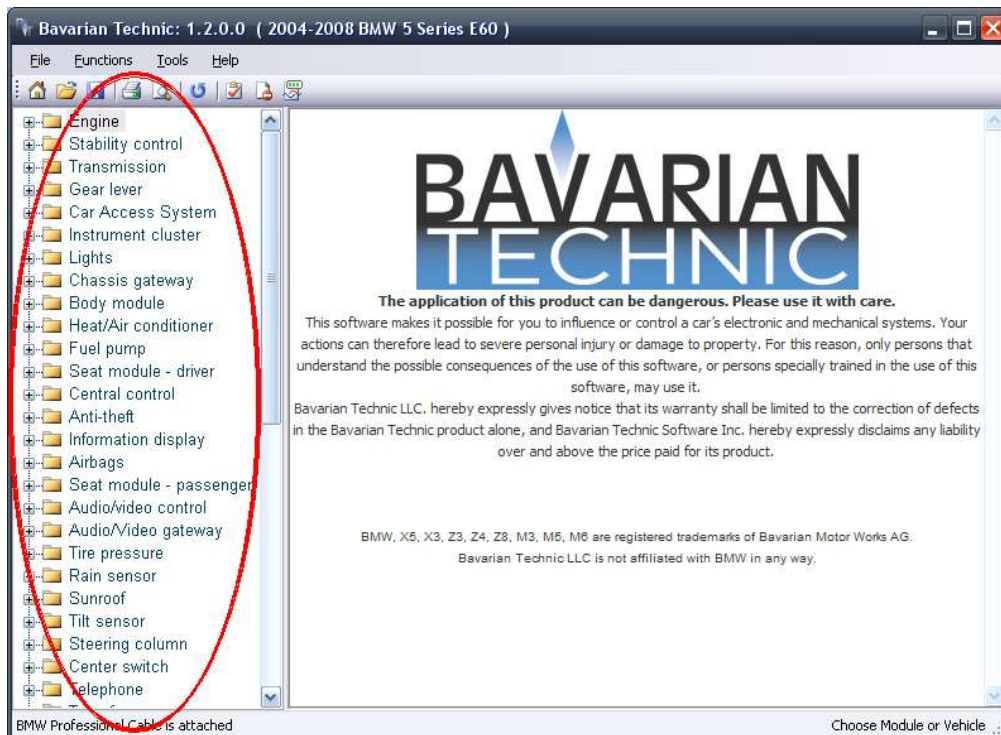 Bavarian Technic: 1.2.0.0 ( 2004-2008 BMW 5 Series E60 )
File Functions Tools Help
Engine
Stability control
Transmission
Gear lever
Car Access System
Instrument cluster
Lights
Chassis gateway
Body module
Heat/Air conditioner
Fuel pump
Seat module - driver
Central control
Anti-theft
Information display
Airbags
Seat module - passenger
Audio/video control
Audio/Video gateway
Tire pressure
Rain sensor
Sunroof
Tilt sensor
Steering column
Center switch
Telephone
BAVARIAN
TECHNIC
The application of this product can be dangerous. Please use it with care.
This software makes it possible for you to influence or control a car's electronic and mechanical systems. Your
actions can therefore lead to severe personal injury or damage to property. For this reason, only persons that
understand the possible consequences of the use of this software, or persons specially trained in the use of this
software, may use it.
Bavarian Technic LLC. hereby expressly gives notice that its warranty shall be limited to the correction of defects
in the Bavarian Technic product alone, and Bavarian Technic Software Inc. hereby expressly disclaims any liability
over and above the price paid for its product.
BMW, X5, X3, Z3, Z4, Z8, M3, M5, M6 are registered trademarks of Bavarian Motor Works AG.
Bavarian Technic LLC is not affiliated with BMW in any way.
BMW Professional Cable is attached
Choose Module or Vehicle